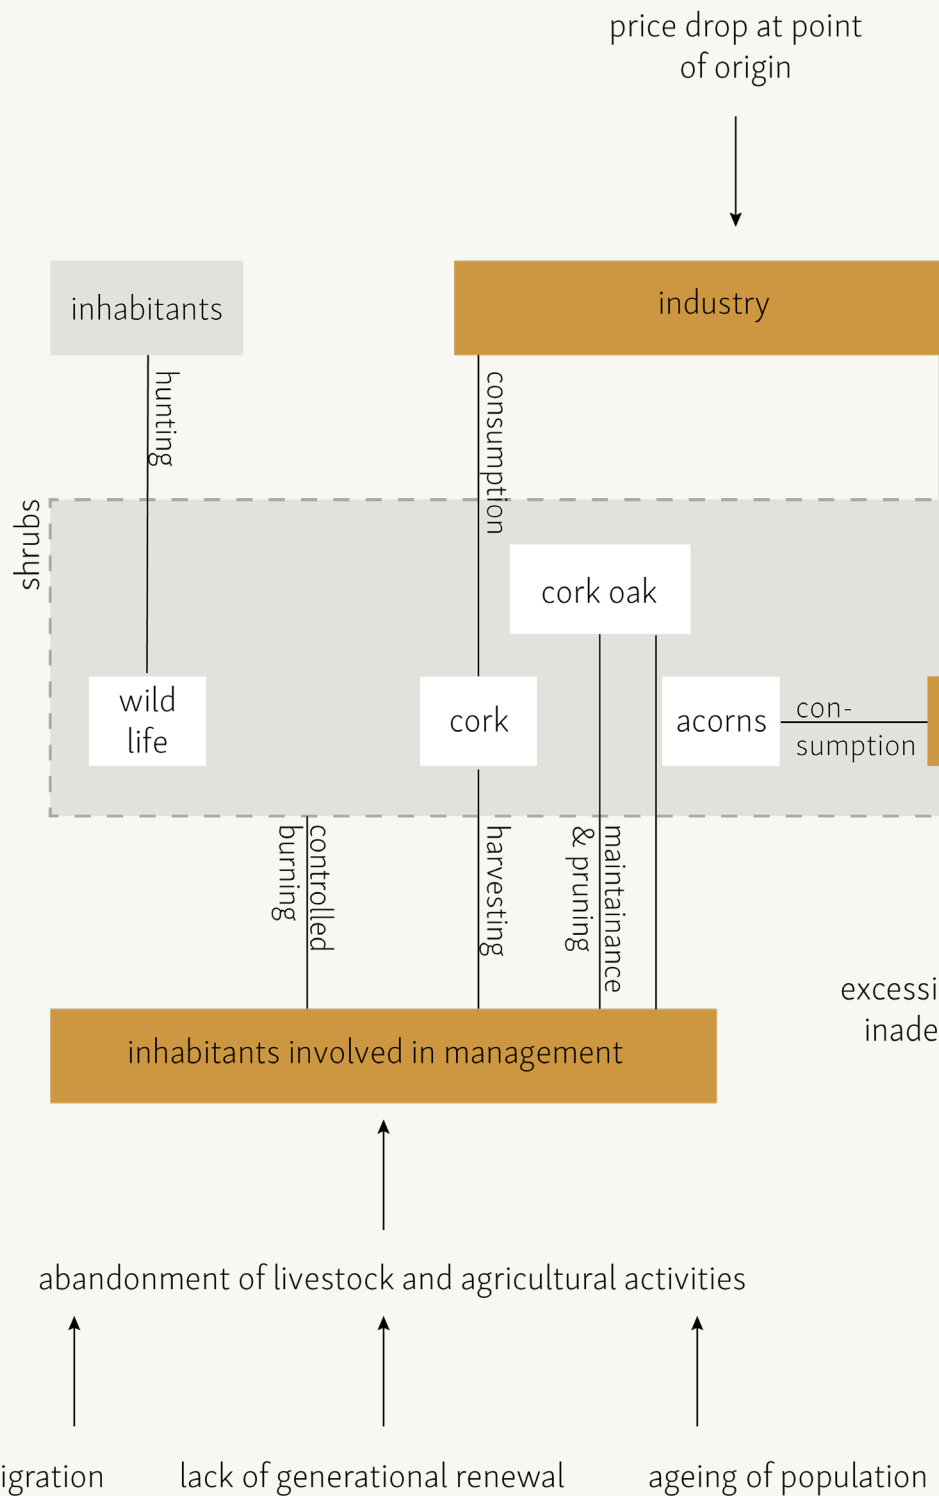 price drop at point
of origin
inhabitants
industry
hunting
consumption
shrubs
cork oak
wild
life
cork
acorns
con-
sumption
controlled
burning
harvesting
maintainance
& pruning
inhabitants involved in management
abandonment of livestock and agricultural activities
lack of generational renewal
ageing of population